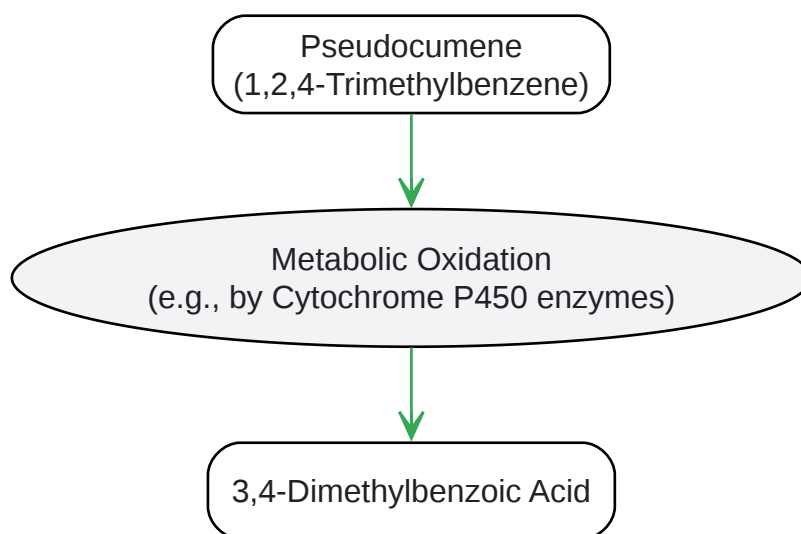 Pseudocumene
(1,2,4-Trimethylbenzene)
Metabolic Oxidation
(e.g., by Cytochrome P450 enzymes)
3,4-Dimethylbenzoic Acid